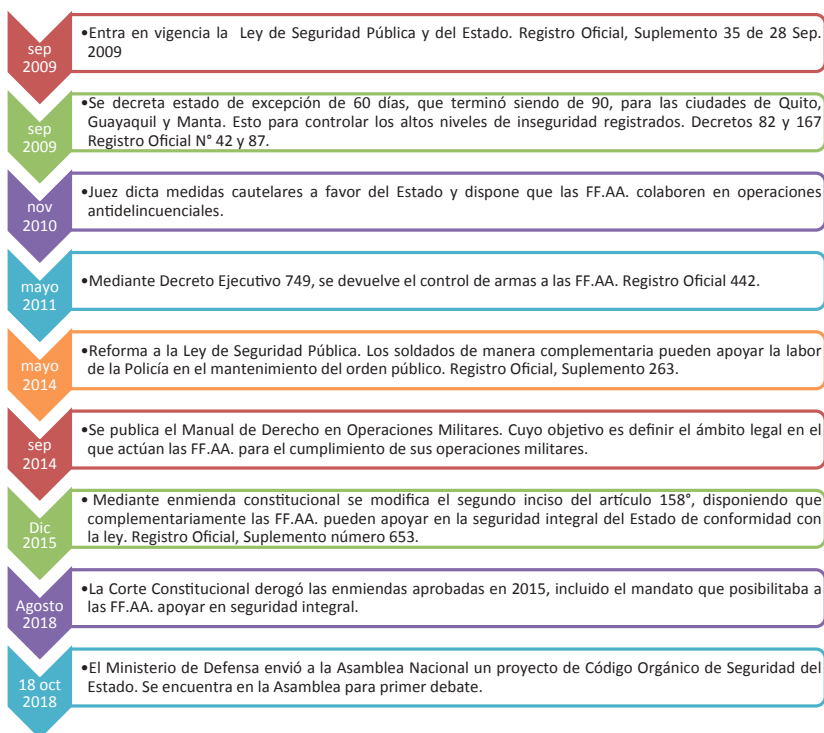 sep
2009
•Entra en vigencia la Ley de Seguridad Pública y del Estado. Registro Oficial, Suplemento 35 de 28 Sep.
2009
sep
2009
•Se decreta estado de excepción de 60 días, que terminó siendo de 90, para las ciudades de Quito,
Guayaquil y Manta. Esto para controlar los altos niveles de inseguridad registrados. Decretos 82 y 167
Registro Oficial N° 42 y 87.
nov
2010
•Juez dicta medidas cautelares a favor del Estado y dispone que las FF.AA. colaboren en operaciones
antidelincuenciales.
mayo
2011
•Mediante Decreto Ejecutivo 749, se devuelve el control de armas a las FF.AA. Registro Oficial 442.
mayo
2014
•Reforma a la Ley de Seguridad Pública. Los soldados de manera complementaria pueden apoyar la labor
de la Policía en el mantenimiento del orden público. Registro Oficial, Suplemento 263.
sep
2014
•Se publica el Manual de Derecho en Operaciones Militares. Cuyo objetivo es definir el ámbito legal en el
que actúan las FF.AA. para el cumplimiento de sus operaciones militares.
Dic
2015
• Mediante enmienda constitucional se modifica el segundo inciso del artículo 158°, disponiendo que
complementariamente las FF.AA. pueden apoyar en la seguridad integral del Estado de conformidad con
la ley. Registro Oficial, Suplemento número 653.
Agosto
2018
•La Corte Constitucional derogó las enmiendas aprobadas en 2015, incluido el mandato que posibilitaba a
las FF.AA. apoyar en seguridad integral.
18 oct
2018
•El Ministerio de Defensa envió a la Asamblea Nacional un proyecto de Código Orgánico de Seguridad del
Estado. Se encuentra en la Asamblea para primer debate.